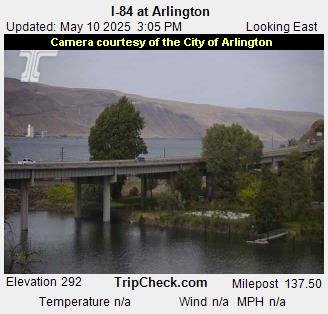 I-84 at Arlington
Updated: May 10 2025 3:05 PM Looking East
Camera courtesy of the City of Arlington
Elevation 292 TripCheck.com Milepost 137.50
Temperature n/a Wind n/a MPH n/a